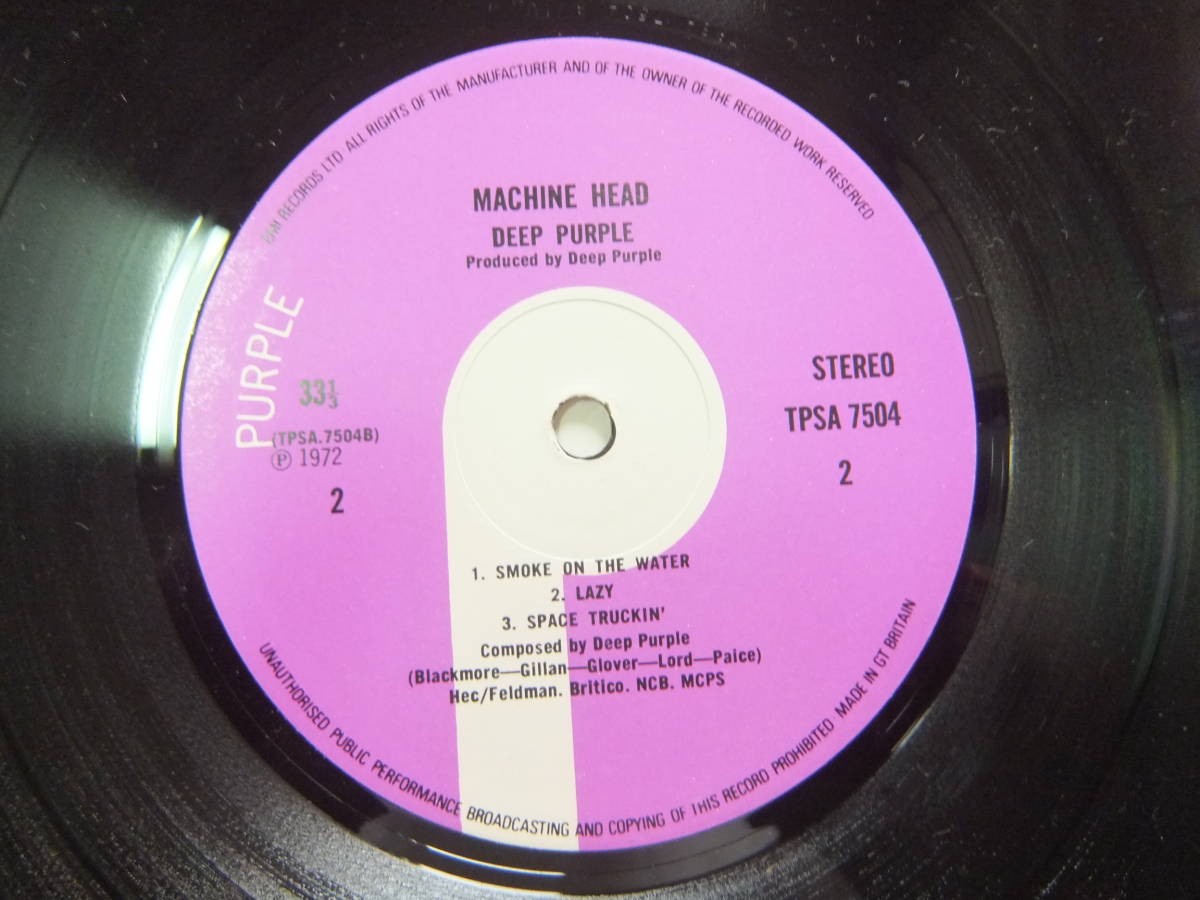 EMI RECORDS LTD · ALL RIGHTS OF THE MANUFACTURER AND OF THE OWNER OF THE RECORDED WORK RESERVED
MACHINE HEAD
DEEP PURPLE
Produced by Deep Purple
PURPLE
33⅓
(TPSA.7504B)
Ⓟ 1972
2
STEREO
TPSA 7504
2
1. SMOKE ON THE WATER
2. LAZY
3. SPACE TRUCKIN'
Composed by Deep Purple
(Blackmore—Gillan—Glover—Lord—Paice)
Hec/Feldman. Britico. NCB. MCPS
UNAUTHORISED PUBLIC PERFORMANCE BROADCASTING AND COPYING OF THIS RECORD PROHIBITED · MADE IN GT BRITAIN